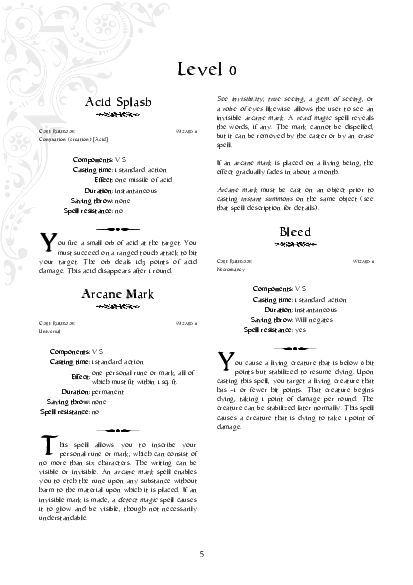 Level 0
Acid Splash
Core Rulebook Wizard 0
Conjuration (creation) [Acid]
Components: V S
Casting time: 1 standard action
Effect: one missile of acid
Duration: instantaneous
Saving throw: none
Spell resistance: no
You fire a small orb of acid at the target. You
must succeed on a ranged touch attack to hit
your target. The orb deals 1d3 points of acid
damage. This acid disappears after 1 round.
Arcane Mark
Core Rulebook Wizard 0
Universal
Components: V S
Casting time: 1 standard action
Effect: one personal rune or mark, all of
which must fit within 1 sq. ft.
Duration: permanent
Saving throw: none
Spell resistance: no
This spell allows you to inscribe your
personal rune or mark, which can consist of
no more than six characters. The writing can be
visible or invisible. An arcane mark spell enables
you to etch the rune upon any substance without
harm to the material upon which it is placed. If an
invisible mark is made, a detect magic spell causes
it to glow and be visible, though not necessarily
understandable.
See invisibility, true seeing, a gem of seeing, or
a robe of eyes likewise allows the user to see an
invisible arcane mark. A read magic spell reveals
the words, if any. The mark cannot be dispelled,
but it can be removed by the caster or by an erase
spell.
If an arcane mark is placed on a living being, the
effect gradually fades in about a month.
Arcane mark must be cast on an object prior to
casting instant summons on the same object (see
that spell description for details).
Bleed
Core Rulebook Wizard 0
Necromancy
Components: V S
Casting time: 1 standard action
Duration: instantaneous
Saving throw: Will negates
Spell resistance: yes
You cause a living creature that is below 0 hit
points but stabilized to resume dying. Upon
casting this spell, you target a living creature that
has -1 or fewer hit points. That creature begins
dying, taking 1 point of damage per round. The
creature can be stabilized later normally. This spell
causes a creature that is dying to take 1 point of
damage.
5